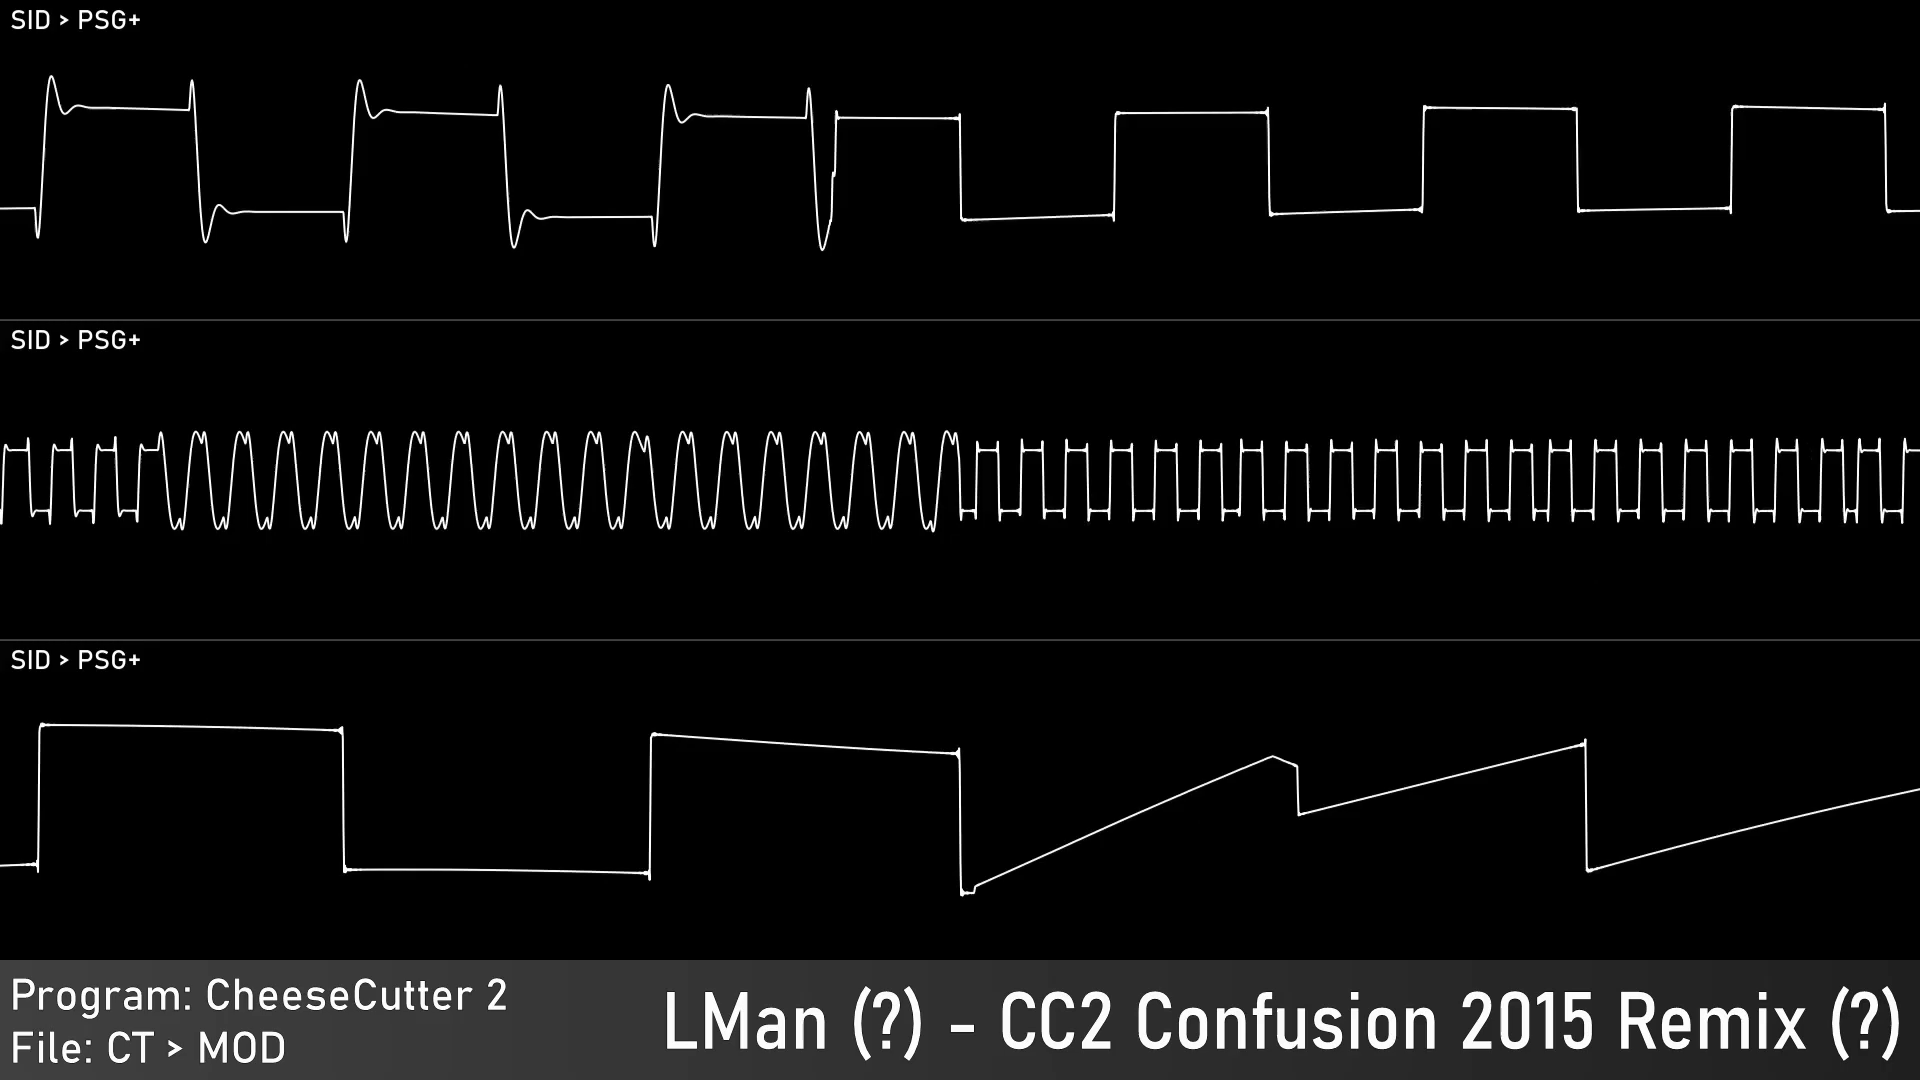 SID > PSG+
SID > PSG+
SID > PSG+
Program: CheeseCutter 2
File: CT > MOD
LMan (?) - CC2 Confusion 2015 Remix (?)